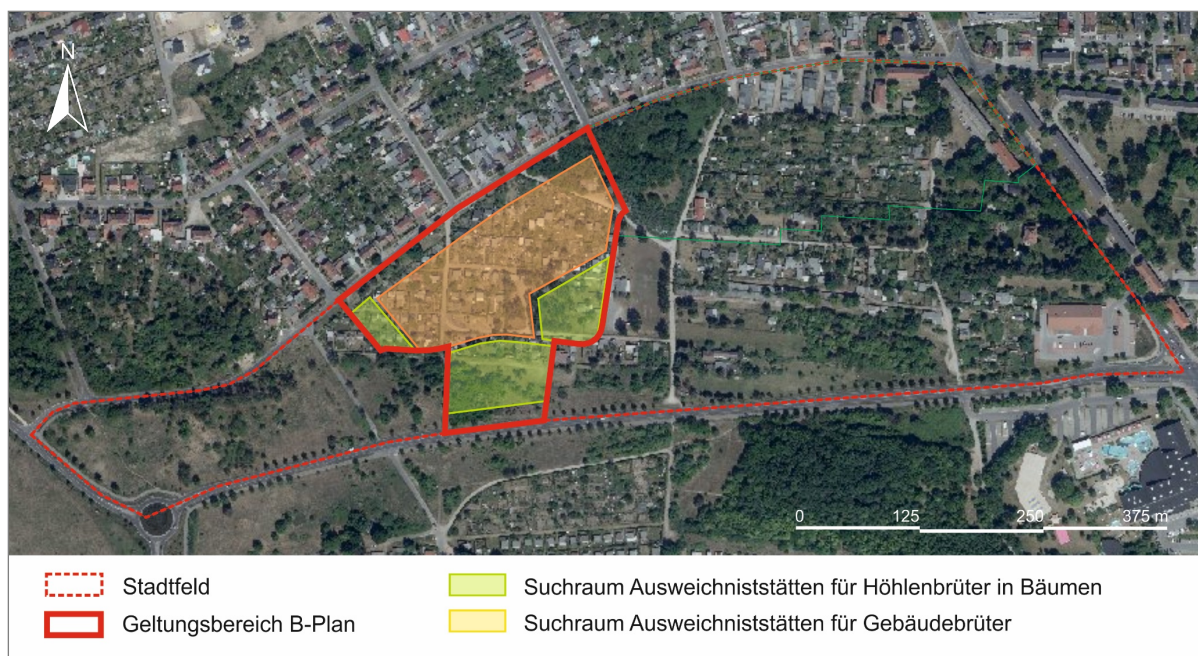 N
0 125 250 375 m
Stadtfeld
Suchraum Ausweichniststätten für Höhlenbrüter in Bäumen
Geltungsbereich B-Plan
Suchraum Ausweichniststätten für Gebäudebrüter